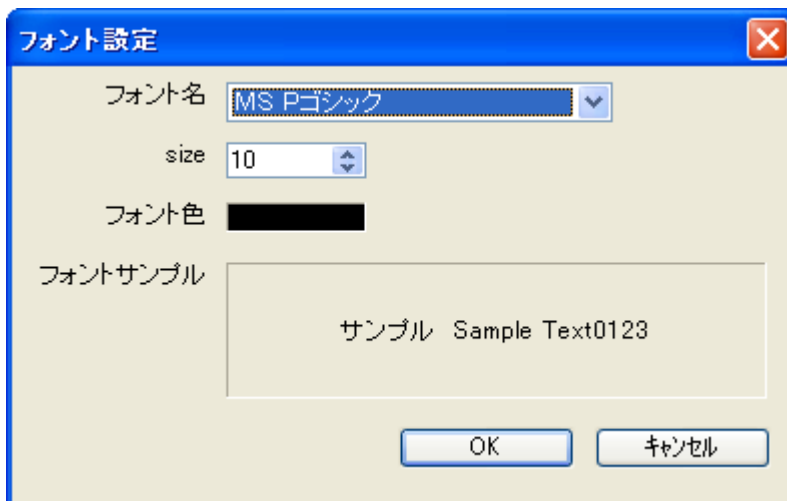 フォント設定
フォント名 MS Pゴシック
size 10
フォント色
フォントサンプル
サンプル Sample Text0123
OK キャンセル